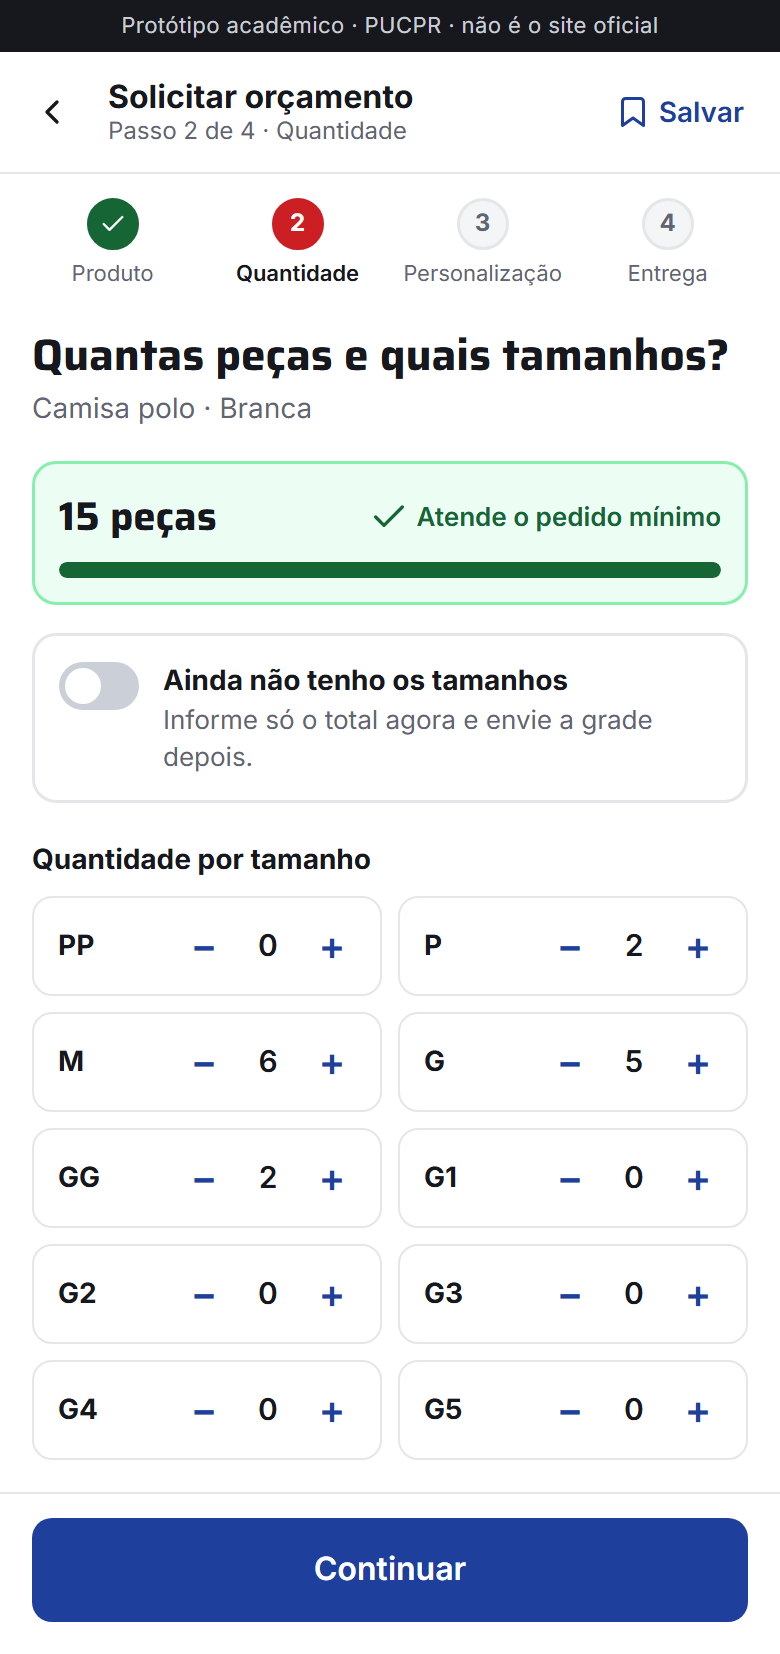 Protótipo acadêmico · PUCPR · não é o site oficial
Solicitar orçamento
Passo 2 de 4 · Quantidade
Salvar
2 3 4
Produto Quantidade Personalização Entrega
Quantas peças e quais tamanhos?
Camisa polo · Branca
15 peças Atende o pedido mínimo
Ainda não tenho os tamanhos
Informe só o total agora e envie a grade
depois.
Quantidade por tamanho
PP − 0 + P − 2 +
M − 6 + G − 5 +
GG − 2 + G1 − 0 +
G2 − 0 + G3 − 0 +
G4 − 0 + G5 − 0 +
Continuar